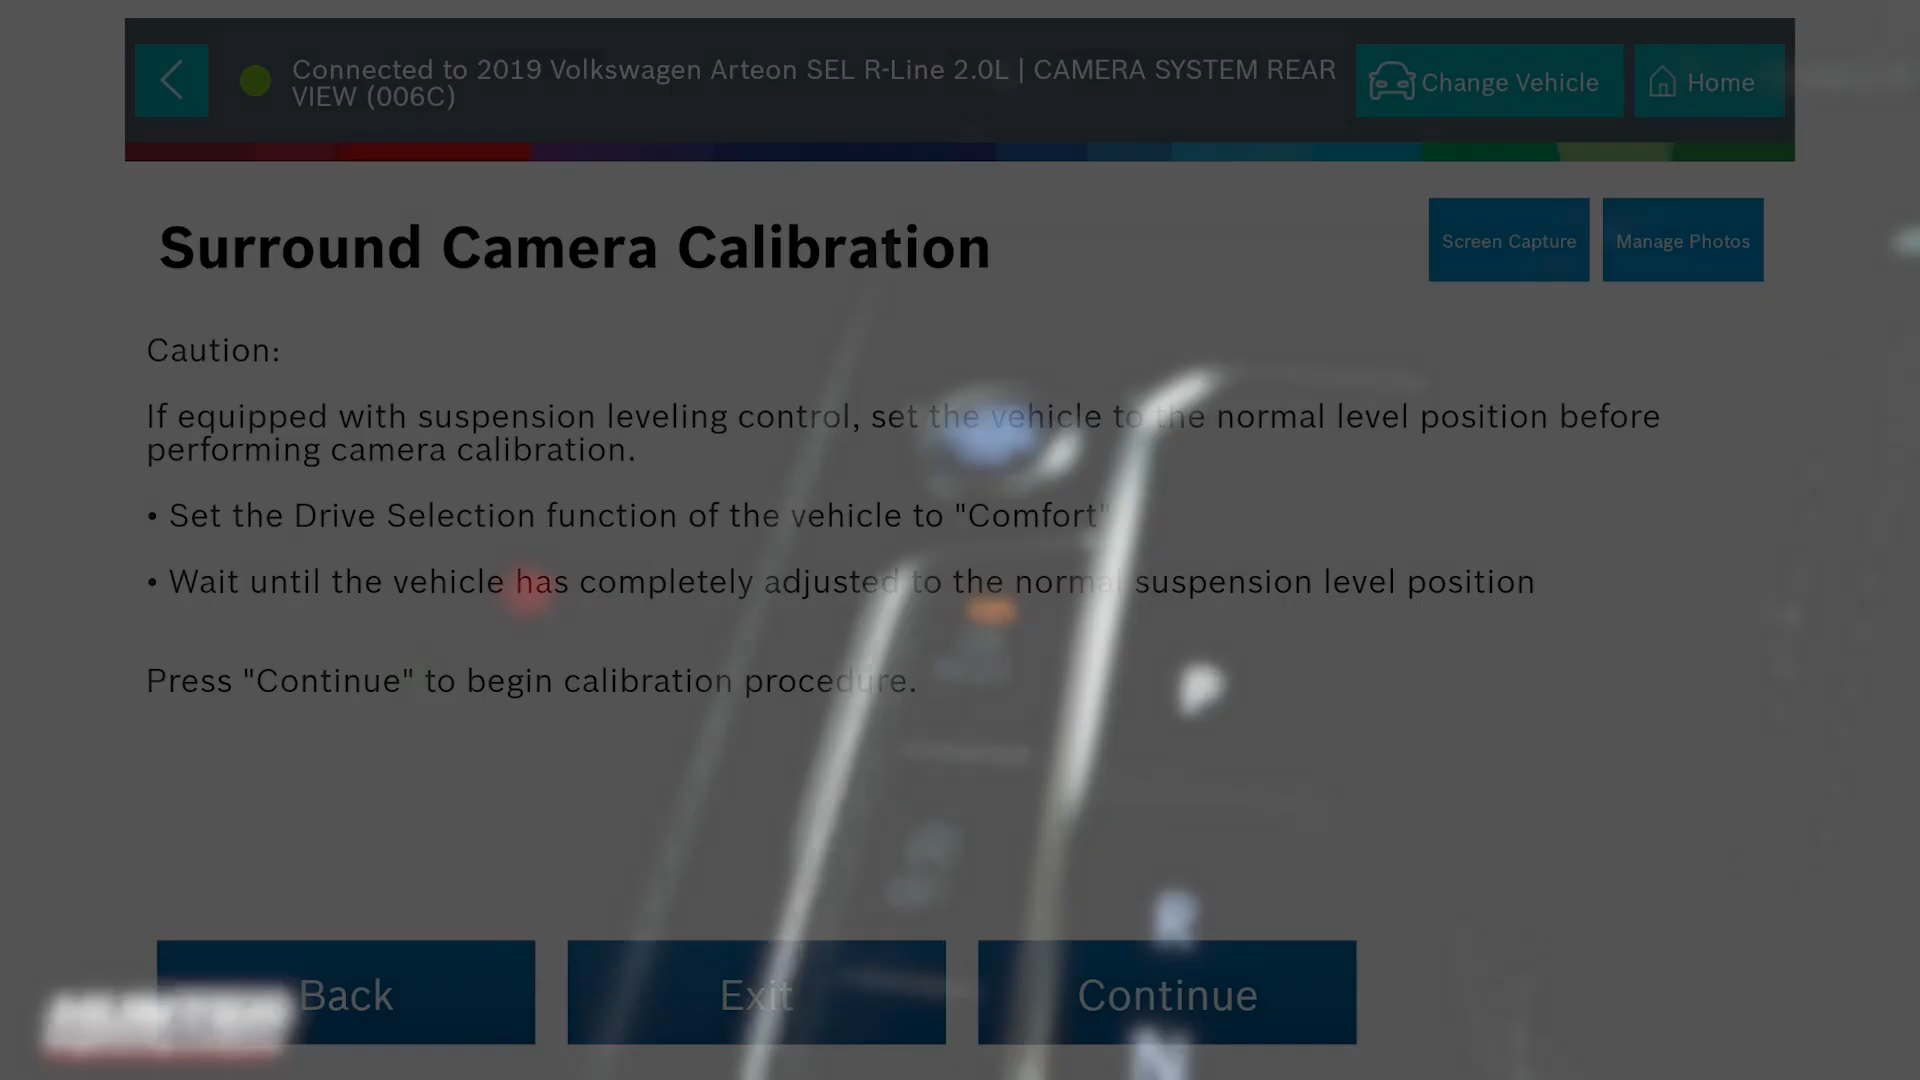 Connected to 2019 Volkswagen Arteon SEL R-Line 2.0L | CAMERA SYSTEM REAR
VIEW (006C)
Change Vehicle
Home
Surround Camera Calibration
Screen Capture
Manage Photos
Caution:
If equipped with suspension leveling control, set the vehicle to the normal level position before
performing camera calibration.
• Set the Drive Selection function of the vehicle to "Comfort"
• Wait until the vehicle has completely adjusted to the normal suspension level position
Press "Continue" to begin calibration procedure.
Back
Exit
Continue
R
N
HUNTER